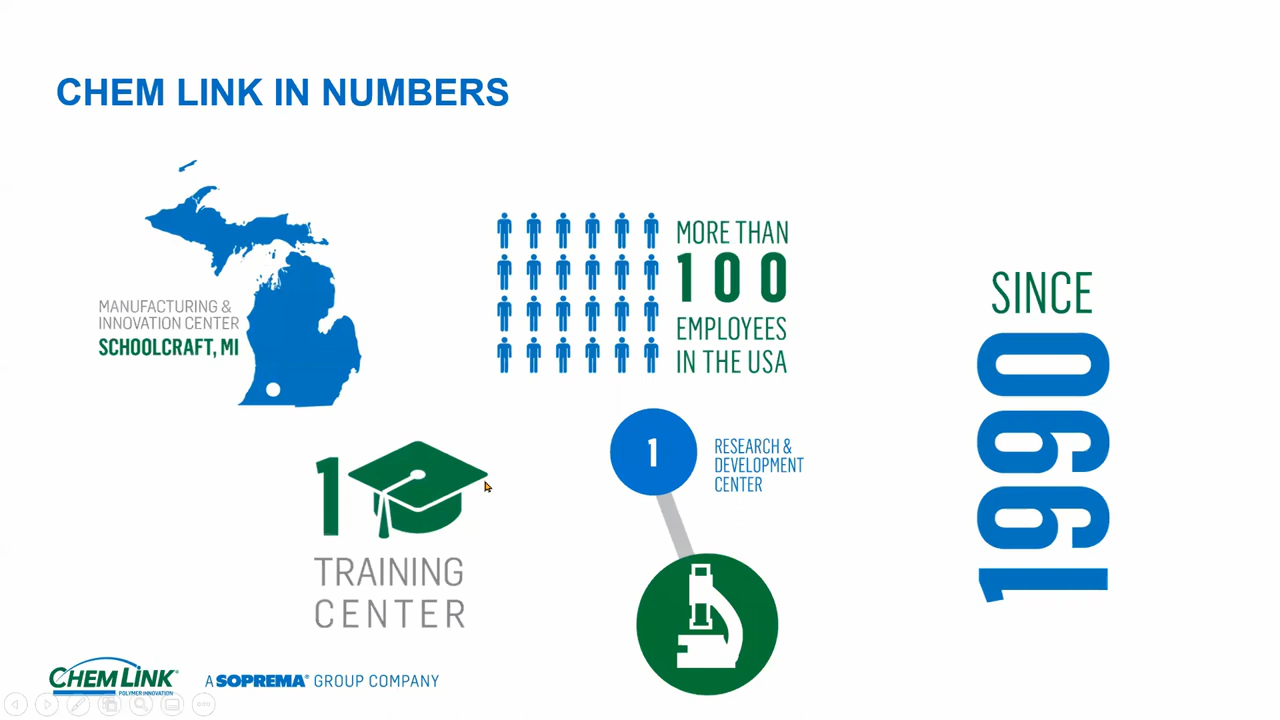 CHEM LINK IN NUMBERS
MANUFACTURING &
INNOVATION CENTER
SCHOOLCRAFT, MI
MORE THAN
100
EMPLOYEES
IN THE USA
SINCE
1990
1
TRAINING
CENTER
1
RESEARCH &
DEVELOPMENT
CENTER
CHEM LINK®
POLYMER INNOVATION
A SOPREMA® GROUP COMPANY